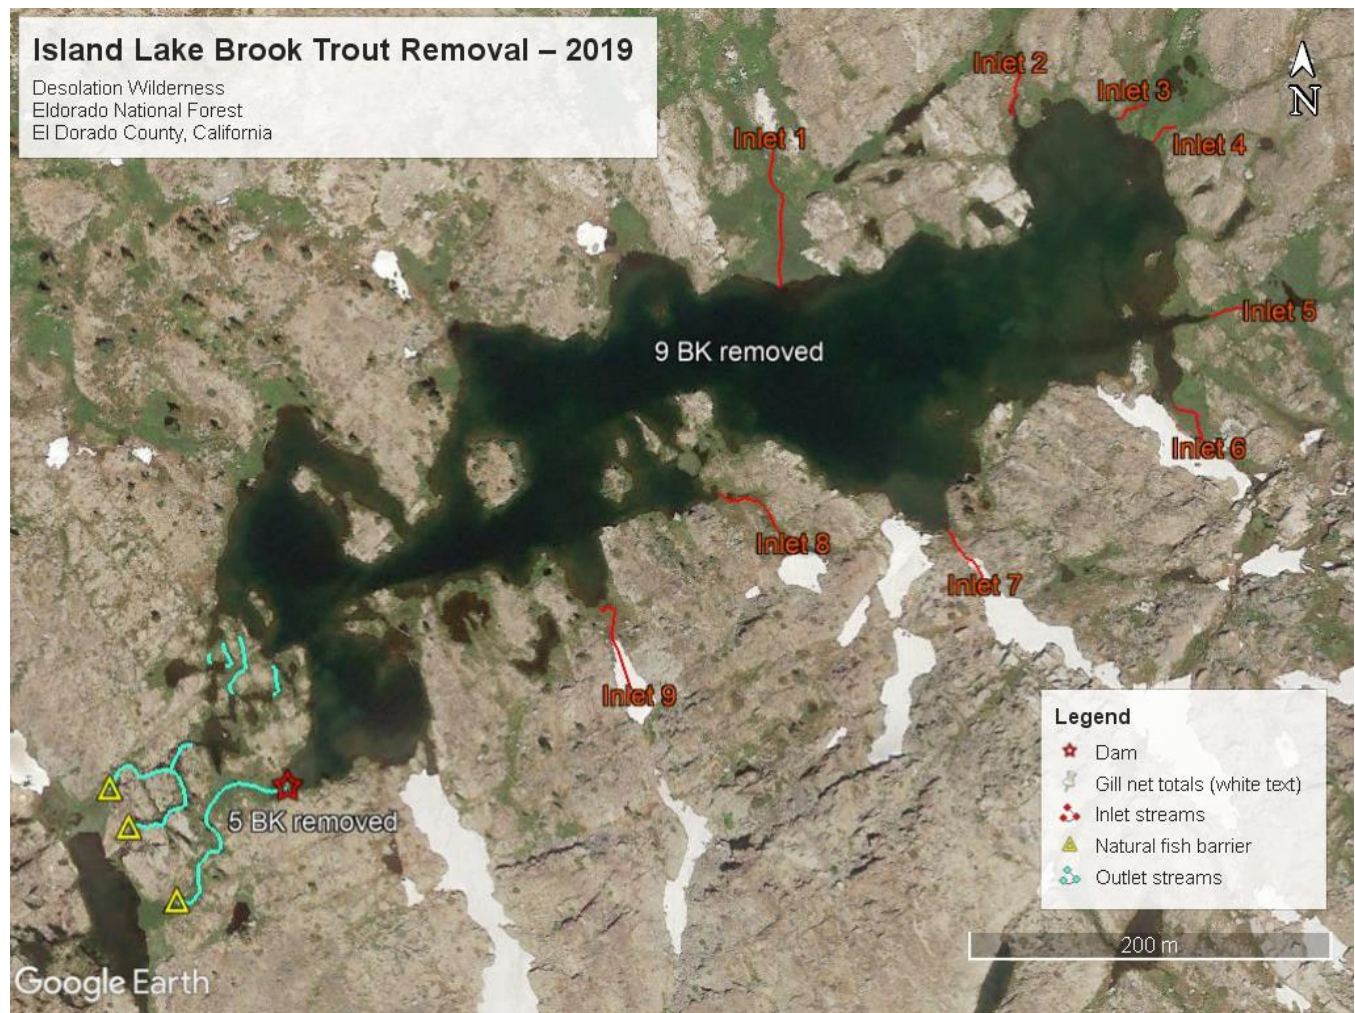 Island Lake Brook Trout Removal – 2019
Desolation Wilderness
Eldorado National Forest
El Dorado County, California
N
Inlet 2
Inlet 3
Inlet 1
Inlet 4
Inlet 5
9 BK removed
Inlet 6
Inlet 8
Inlet 7
Inlet 9
5 BK removed
Legend
Dam
Gill net totals (white text)
Inlet streams
Natural fish barrier
Outlet streams
200 m
Google Earth